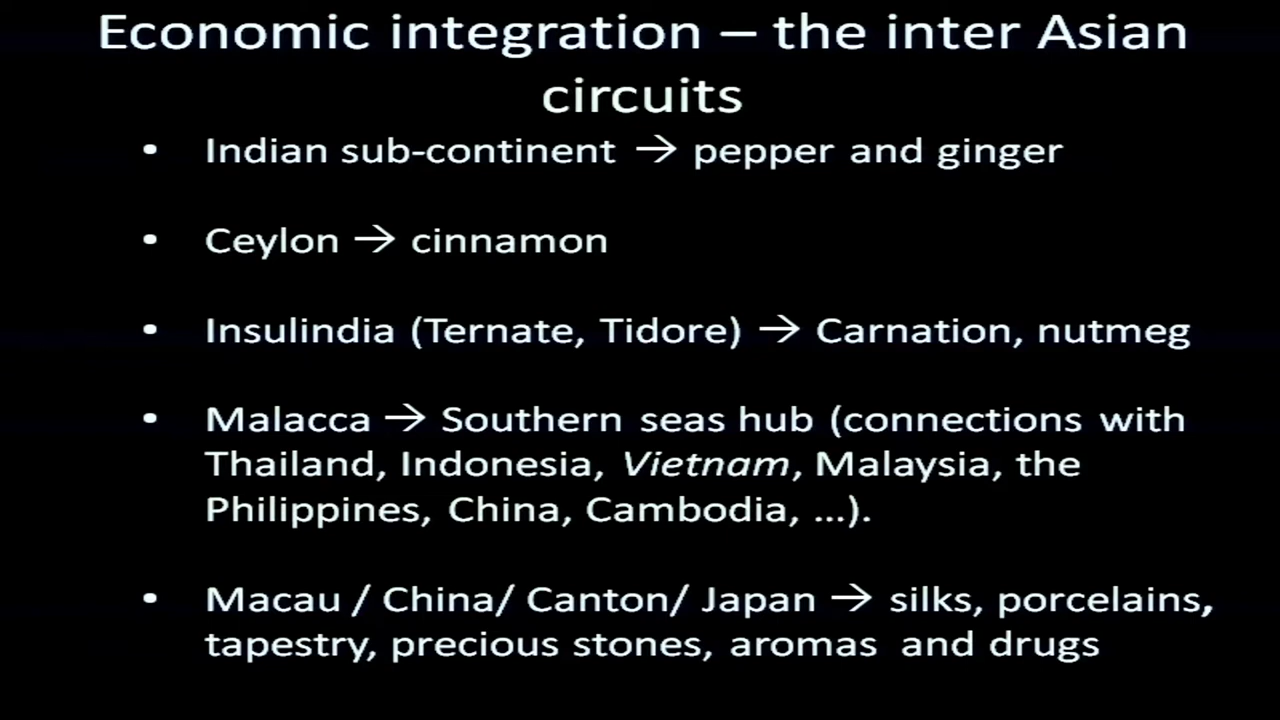 Economic integration – the inter Asian
circuits
• Indian sub-continent → pepper and ginger
• Ceylon → cinnamon
• Insulindia (Ternate, Tidore) → Carnation, nutmeg
• Malacca → Southern seas hub (connections with
Thailand, Indonesia, Vietnam, Malaysia, the
Philippines, China, Cambodia, ...).
• Macau / China/ Canton/ Japan → silks, porcelains,
tapestry, precious stones, aromas and drugs